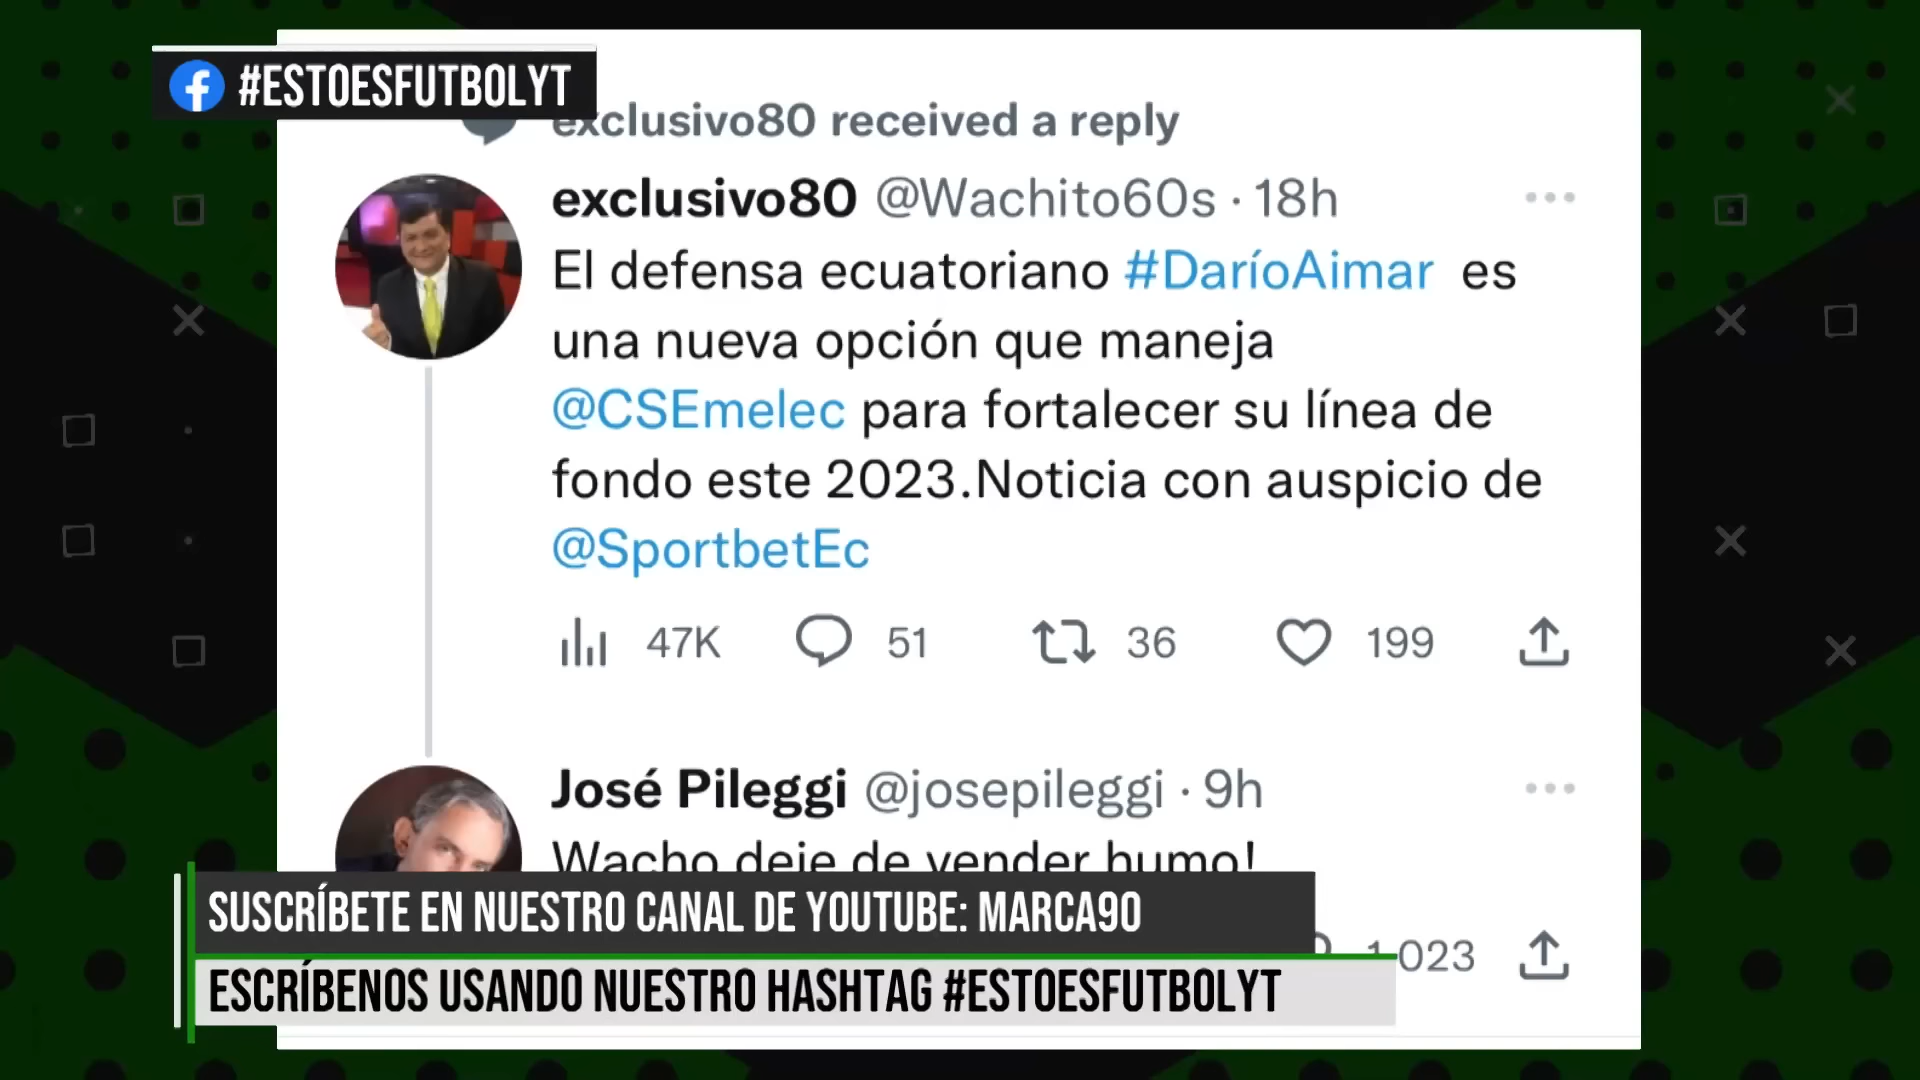 #ESTOESFUTBOLYT
exclusivo80 received a reply
exclusivo80 @Wachito60s · 18h
El defensa ecuatoriano #DaríoAimar es
una nueva opción que maneja
@CSEmelec para fortalecer su línea de
fondo este 2023.Noticia con auspicio de
@SportbetEc
47K 51 36 199
José Pileggi @josepileggi · 9h
Wacho deje de vender humo!
1,023
SUSCRÍBETE EN NUESTRO CANAL DE YOUTUBE: MARCA90
ESCRÍBENOS USANDO NUESTRO HASHTAG #ESTOESFUTBOLYT